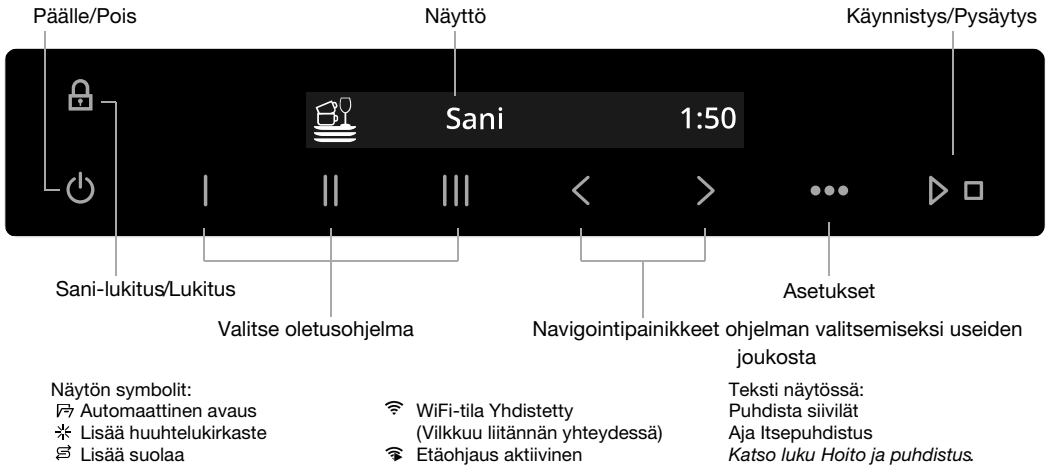 Päälle/Pois
Näyttö
Käynnistys/Pysäytys
Sani
1:50
Sani-lukitus/Lukitus
Asetukset
Valitse oletusohjelma
Navigointipainikkeet ohjelman valitsemiseksi useiden
joukosta
Näytön symbolit:
Automaattinen avaus
Lisää huuhtelukirkaste
Lisää suolaa
WiFi-tila Yhdistetty
(Vilkkuu liitännän yhteydessä)
Etäohjaus aktiivinen
Teksti näytössä:
Puhdista siivilät
Aja Itsepuhdistus
Katso luku Hoito ja puhdistus.